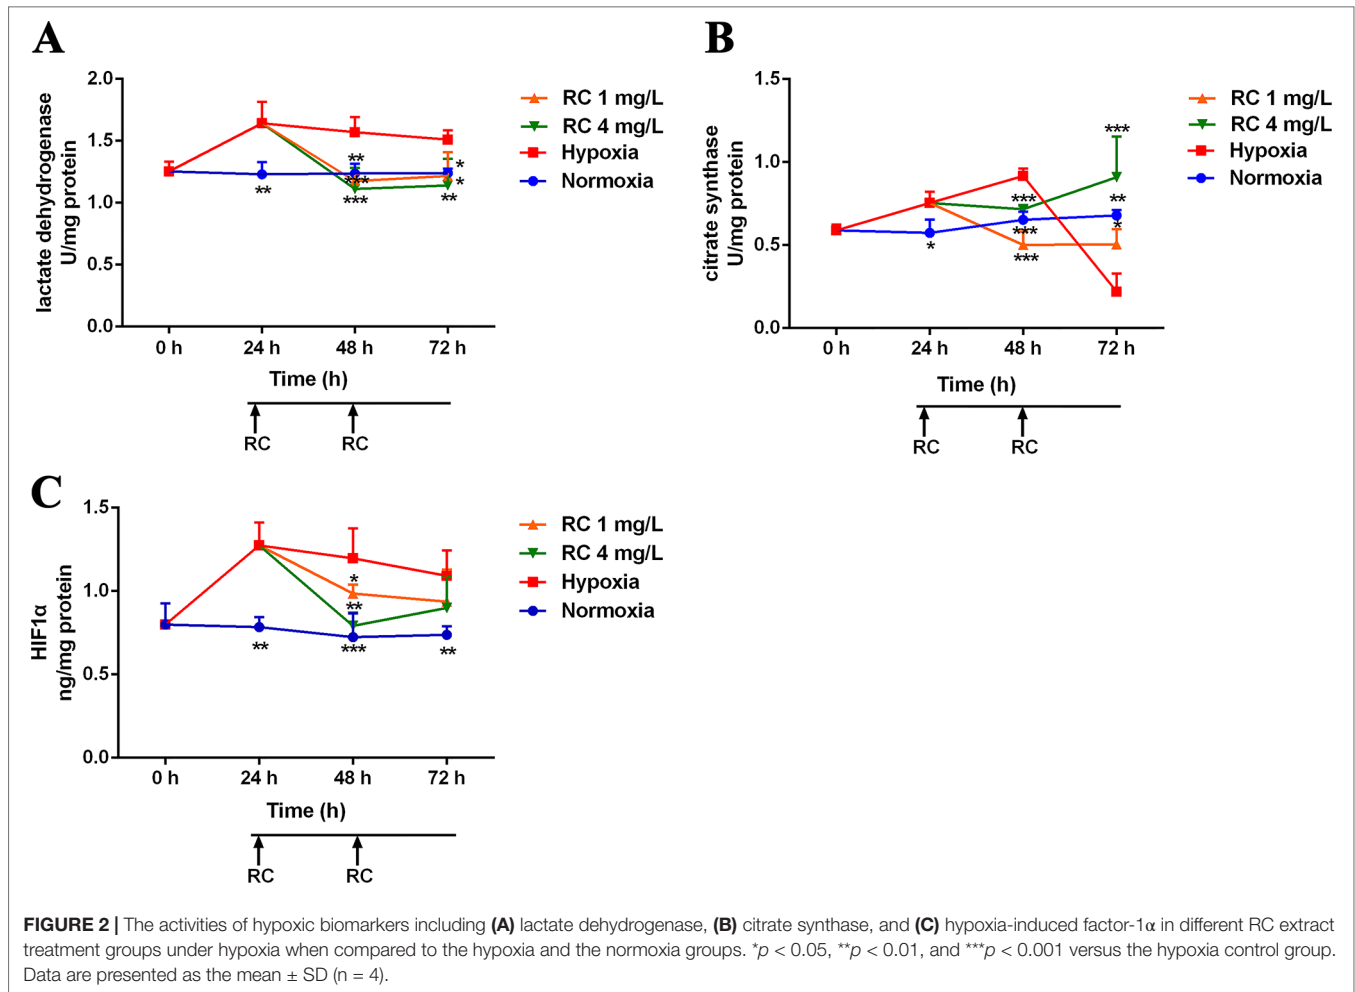 A
lactate dehydrogenase
U/mg protein
2.0
1.5
1.0
0.5
0.0
**
**
***
***
*
*
**
0 h 24 h 48 h 72 h
Time (h)
RC RC
RC 1 mg/L
RC 4 mg/L
Hypoxia
Normoxia
B
citrate synthase
U/mg protein
1.5
1.0
0.5
0.0
*
***
***
***
***
**
*
0 h 24 h 48 h 72 h
Time (h)
RC RC
RC 1 mg/L
RC 4 mg/L
Hypoxia
Normoxia
C
HIF1α
ng/mg protein
1.5
1.0
0.5
0.0
**
*
**
***
**
0 h 24 h 48 h 72 h
Time (h)
RC RC
RC 1 mg/L
RC 4 mg/L
Hypoxia
Normoxia
FIGURE 2 | The activities of hypoxic biomarkers including (A) lactate dehydrogenase, (B) citrate synthase, and (C) hypoxia-induced factor-1α in different RC extract
treatment groups under hypoxia when compared to the hypoxia and the normoxia groups. *p < 0.05, **p < 0.01, and ***p < 0.001 versus the hypoxia control group.
Data are presented as the mean ± SD (n = 4).